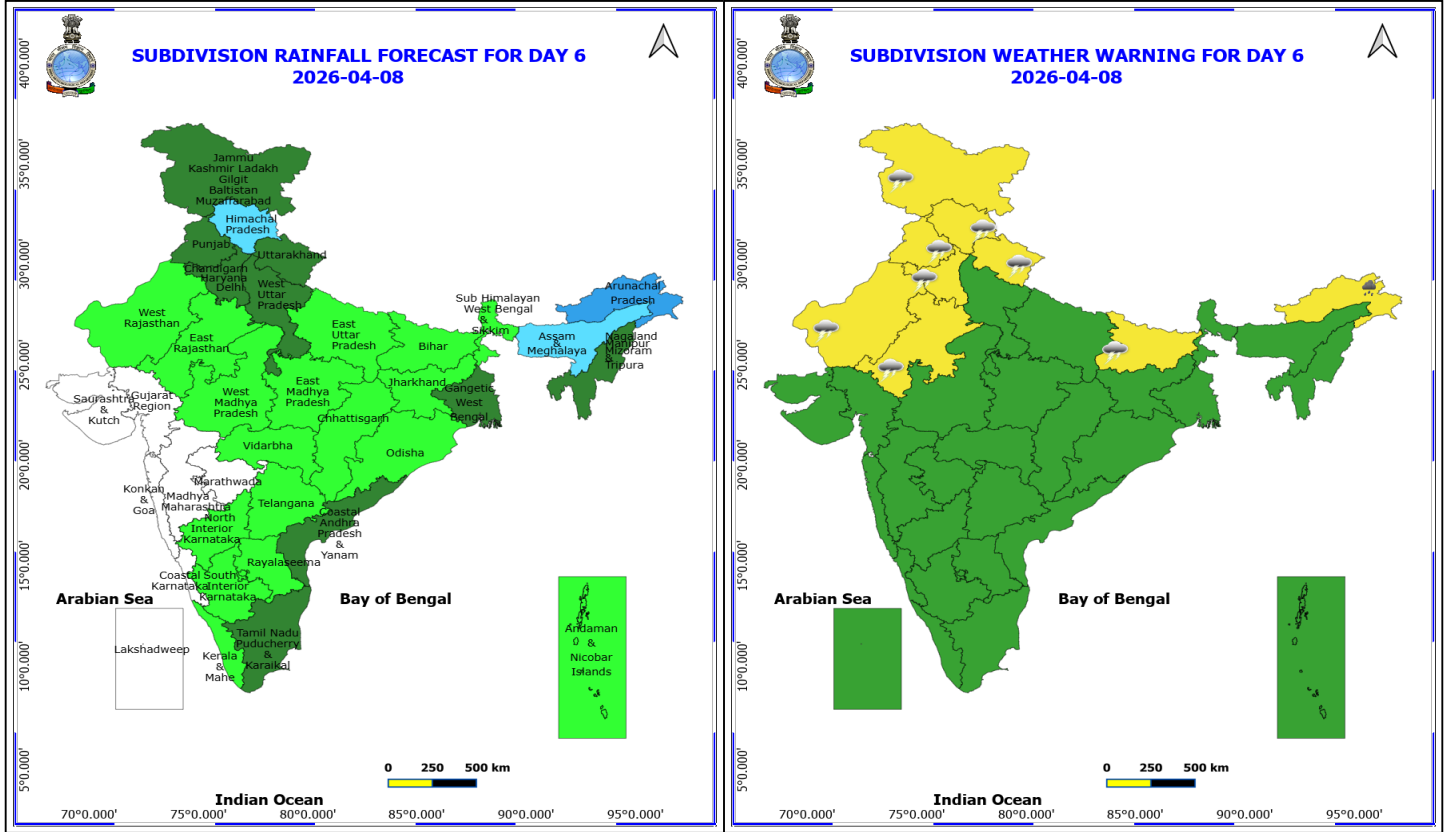 SUBDIVISION RAINFALL FORECAST FOR DAY 6
2026-04-08
40°0.000'
35°0.000'
30°0.000'
25°0.000'
20°0.000'
15°0.000'
10°0.000'
5°0.000'
Jammu
Kashmir Ladakh
Gilgit
Baltistan
Muzaffarabad
Himachal
Pradesh
Punjab
Uttarakhand
Chandigarh
Haryana
Delhi
West
Uttar
Pradesh
Arunachal
Pradesh
Sub Himalayan
West Bengal
&
Sikkim
West
Rajasthan
East
Rajasthan
East
Uttar
Pradesh
Bihar
Assam
&
Meghalaya
Nagaland
Manipur
Mizoram
&
Tripura
Saurashtra
&
Kutch
Gujarat
Region
West
Madhya
Pradesh
East
Madhya
Pradesh
Jharkhand
Gangetic
West
Bengal
Chhattisgarh
Vidarbha
Odisha
Konkan
&
Goa
Madhya
Maharashtra
Marathwada
Telangana
North
Interior
Karnataka
Coastal
Andhra
Pradesh
&
Yanam
Rayalaseema
Coastal
Karnataka
South
Interior
Karnataka
Arabian Sea
Bay of Bengal
Lakshadweep
Kerala
&
Mahe
Tamil Nadu
Puducherry
&
Karaikal
Andaman
&
Nicobar
Islands
0 250 500 km
Indian Ocean
70°0.000' 75°0.000' 80°0.000' 85°0.000' 90°0.000' 95°0.000'
SUBDIVISION WEATHER WARNING FOR DAY 6
2026-04-08
40°0.000'
35°0.000'
30°0.000'
25°0.000'
20°0.000'
15°0.000'
10°0.000'
5°0.000'
Arabian Sea
Bay of Bengal
0 250 500 km
Indian Ocean
70°0.000' 75°0.000' 80°0.000' 85°0.000' 90°0.000' 95°0.000'